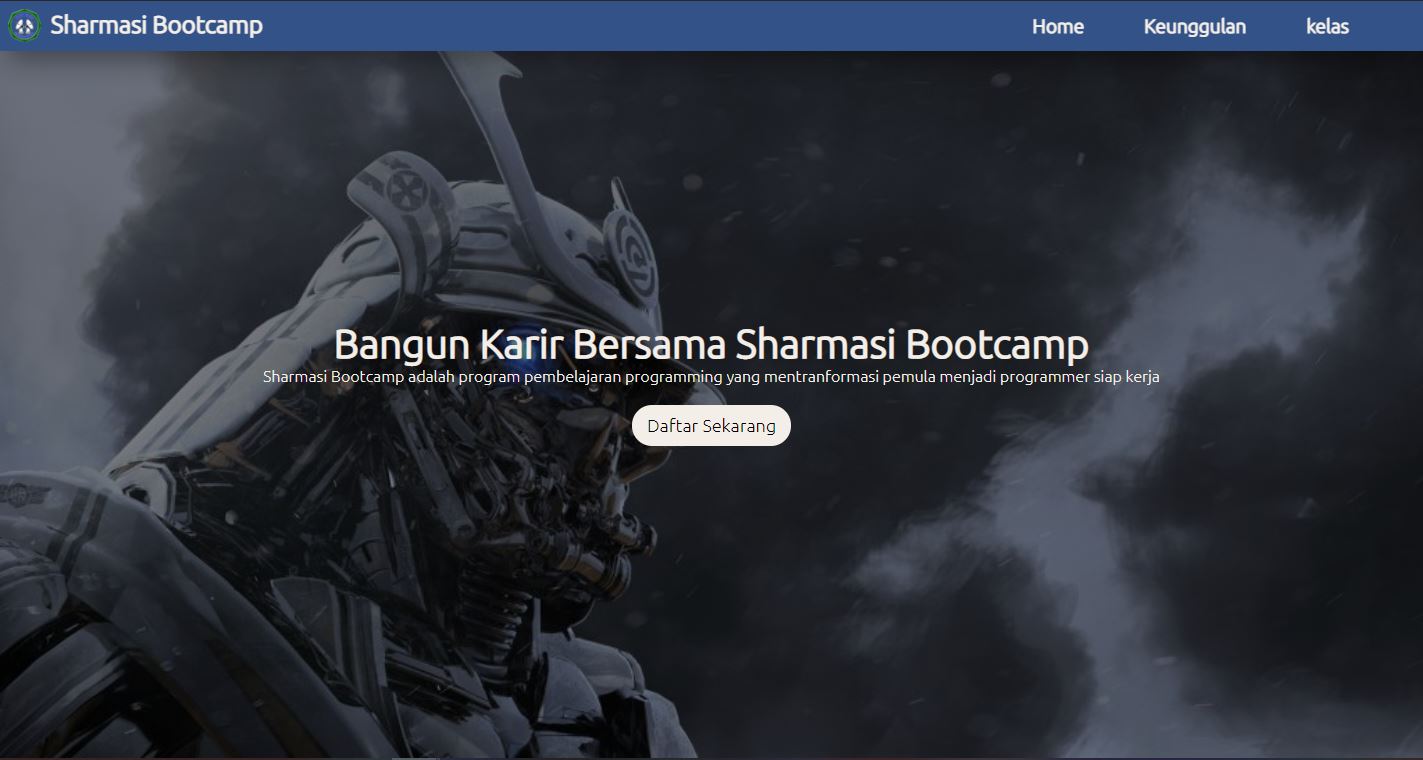 Sharmasi Bootcamp
Home
Keunggulan
kelas
Bangun Karir Bersama Sharmasi Bootcamp
Sharmasi Bootcamp adalah program pembelajaran programming yang mentranformasi pemula menjadi programmer siap kerja
Daftar Sekarang